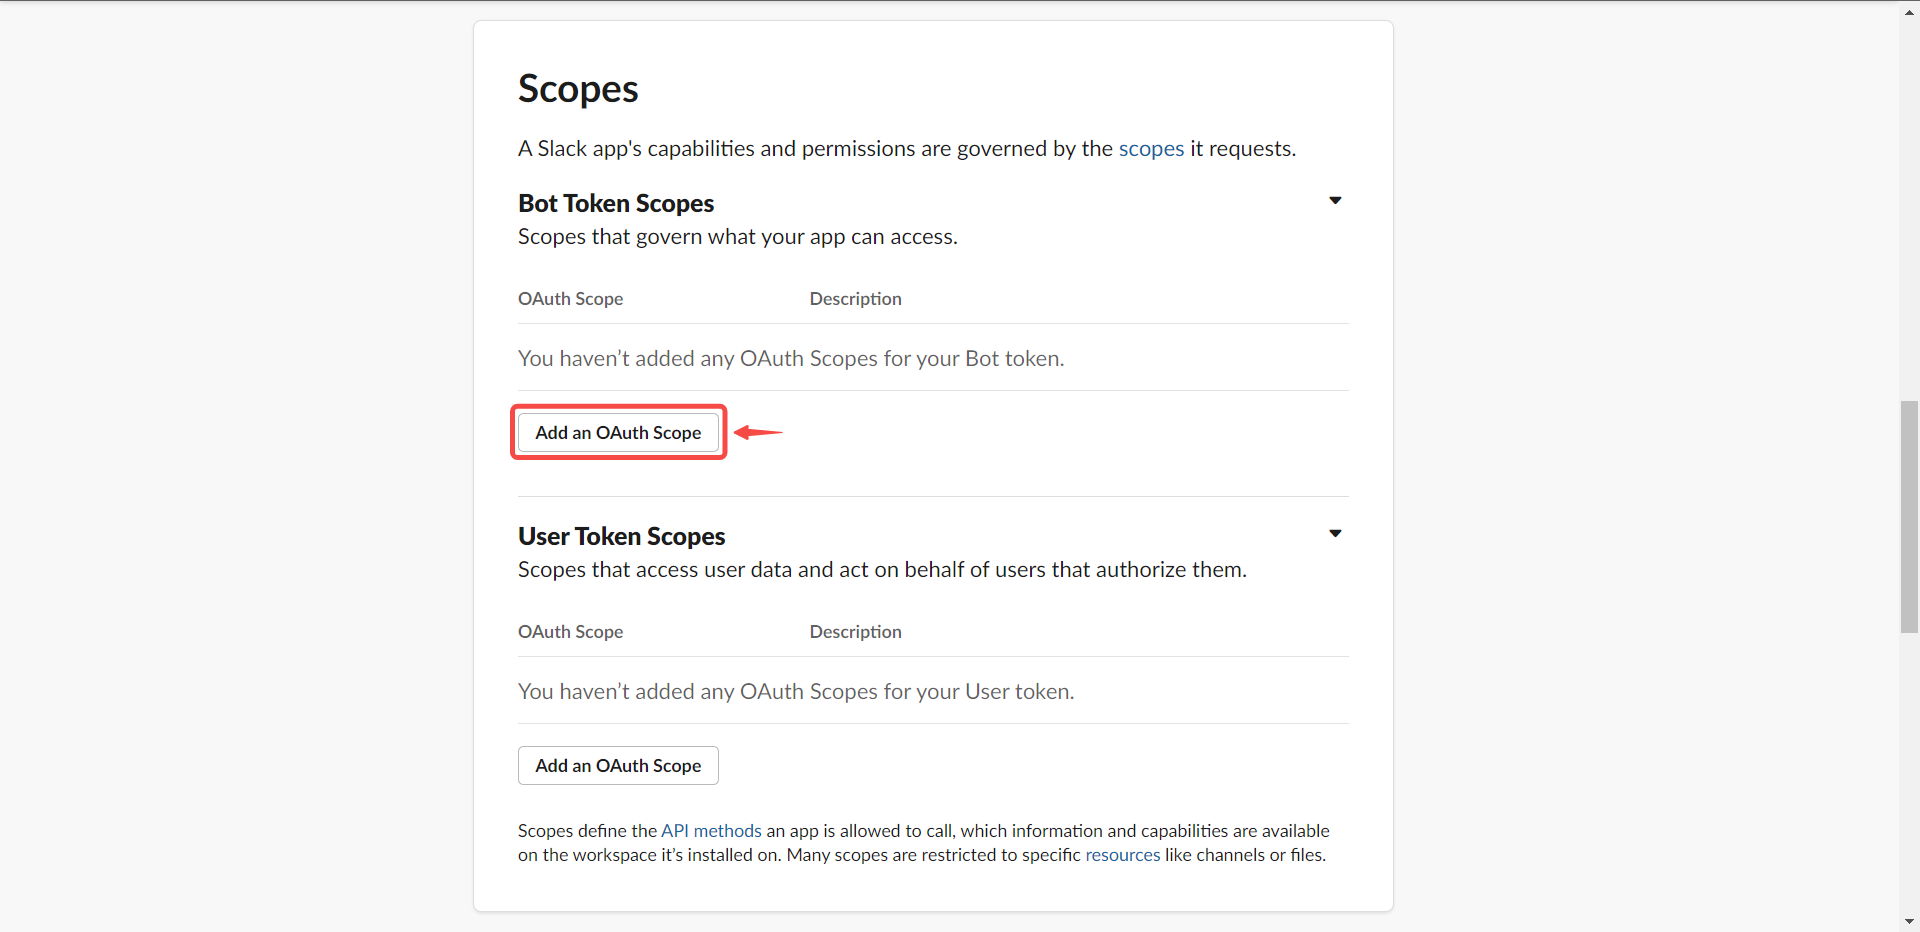 Scopes
A Slack app's capabilities and permissions are governed by the scopes it requests.
Bot Token Scopes
Scopes that govern what your app can access.
OAuth Scope Description
You haven’t added any OAuth Scopes for your Bot token.
Add an OAuth Scope
User Token Scopes
Scopes that access user data and act on behalf of users that authorize them.
OAuth Scope Description
You haven’t added any OAuth Scopes for your User token.
Add an OAuth Scope
Scopes define the API methods an app is allowed to call, which information and capabilities are available
on the workspace it’s installed on. Many scopes are restricted to specific resources like channels or files.